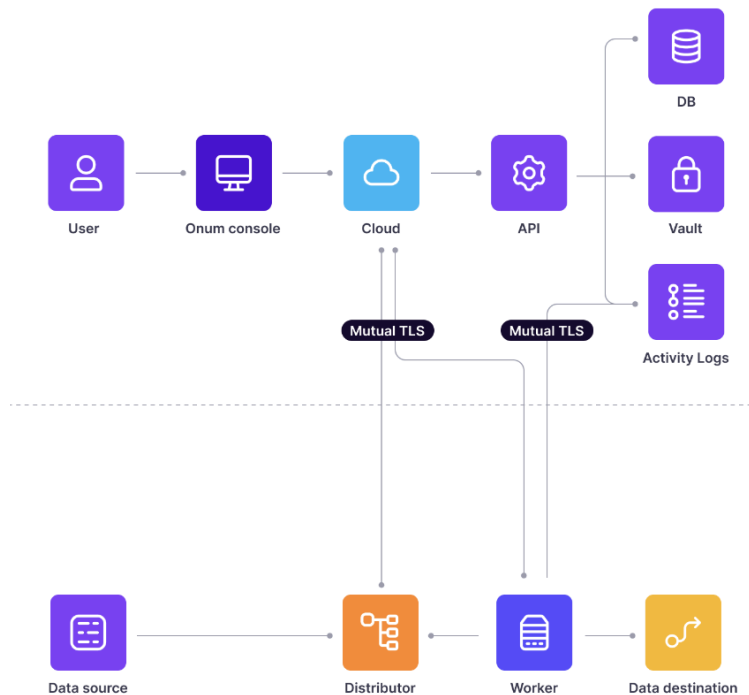 DB
User
Onum console
Cloud
API
Vault
Mutual TLS
Mutual TLS
Activity Logs
Data source
Distributor
Worker
Data destination